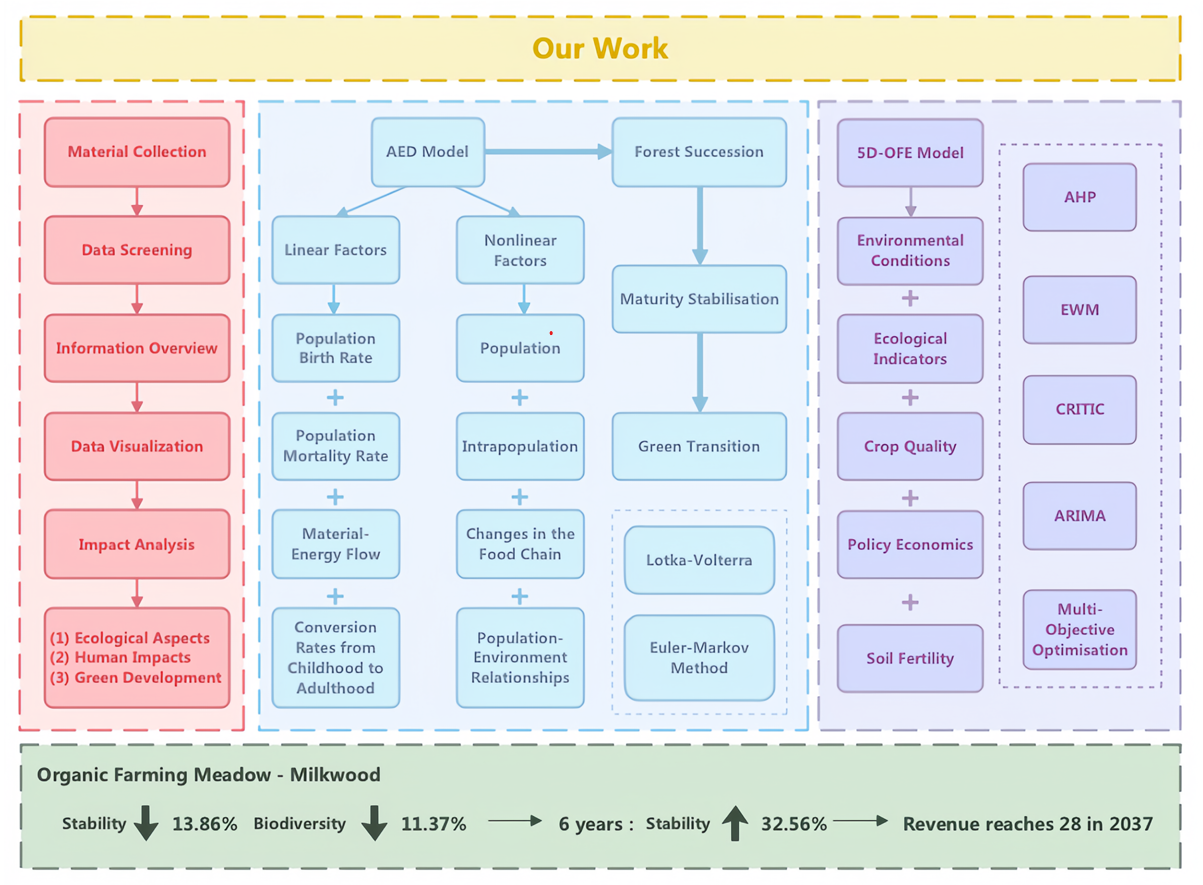 Our Work
Material Collection
Data Screening
Information Overview
Data Visualization
Impact Analysis
(1) Ecological Aspects
(2) Human Impacts
(3) Green Development
AED Model
Linear Factors
Population
Birth Rate
+
Population
Mortality Rate
+
Material-
Energy Flow
+
Conversion
Rates from
Childhood to
Adulthood
Nonlinear
Factors
Population
+
Intrapopulation
+
Changes in the
Food Chain
+
Population-
Environment
Relationships
Forest Succession
Maturity Stabilisation
Green Transition
Lotka-Volterra
Euler-Markov
Method
5D-OFE Model
Environmental
Conditions
+
Ecological
Indicators
+
Crop Quality
+
Policy Economics
+
Soil Fertility
AHP
EWM
CRITIC
ARIMA
Multi-
Objective
Optimisation
Organic Farming Meadow - Milkwood
Stability 13.86% Biodiversity 11.37% 6 years : Stability 32.56% Revenue reaches 28 in 2037